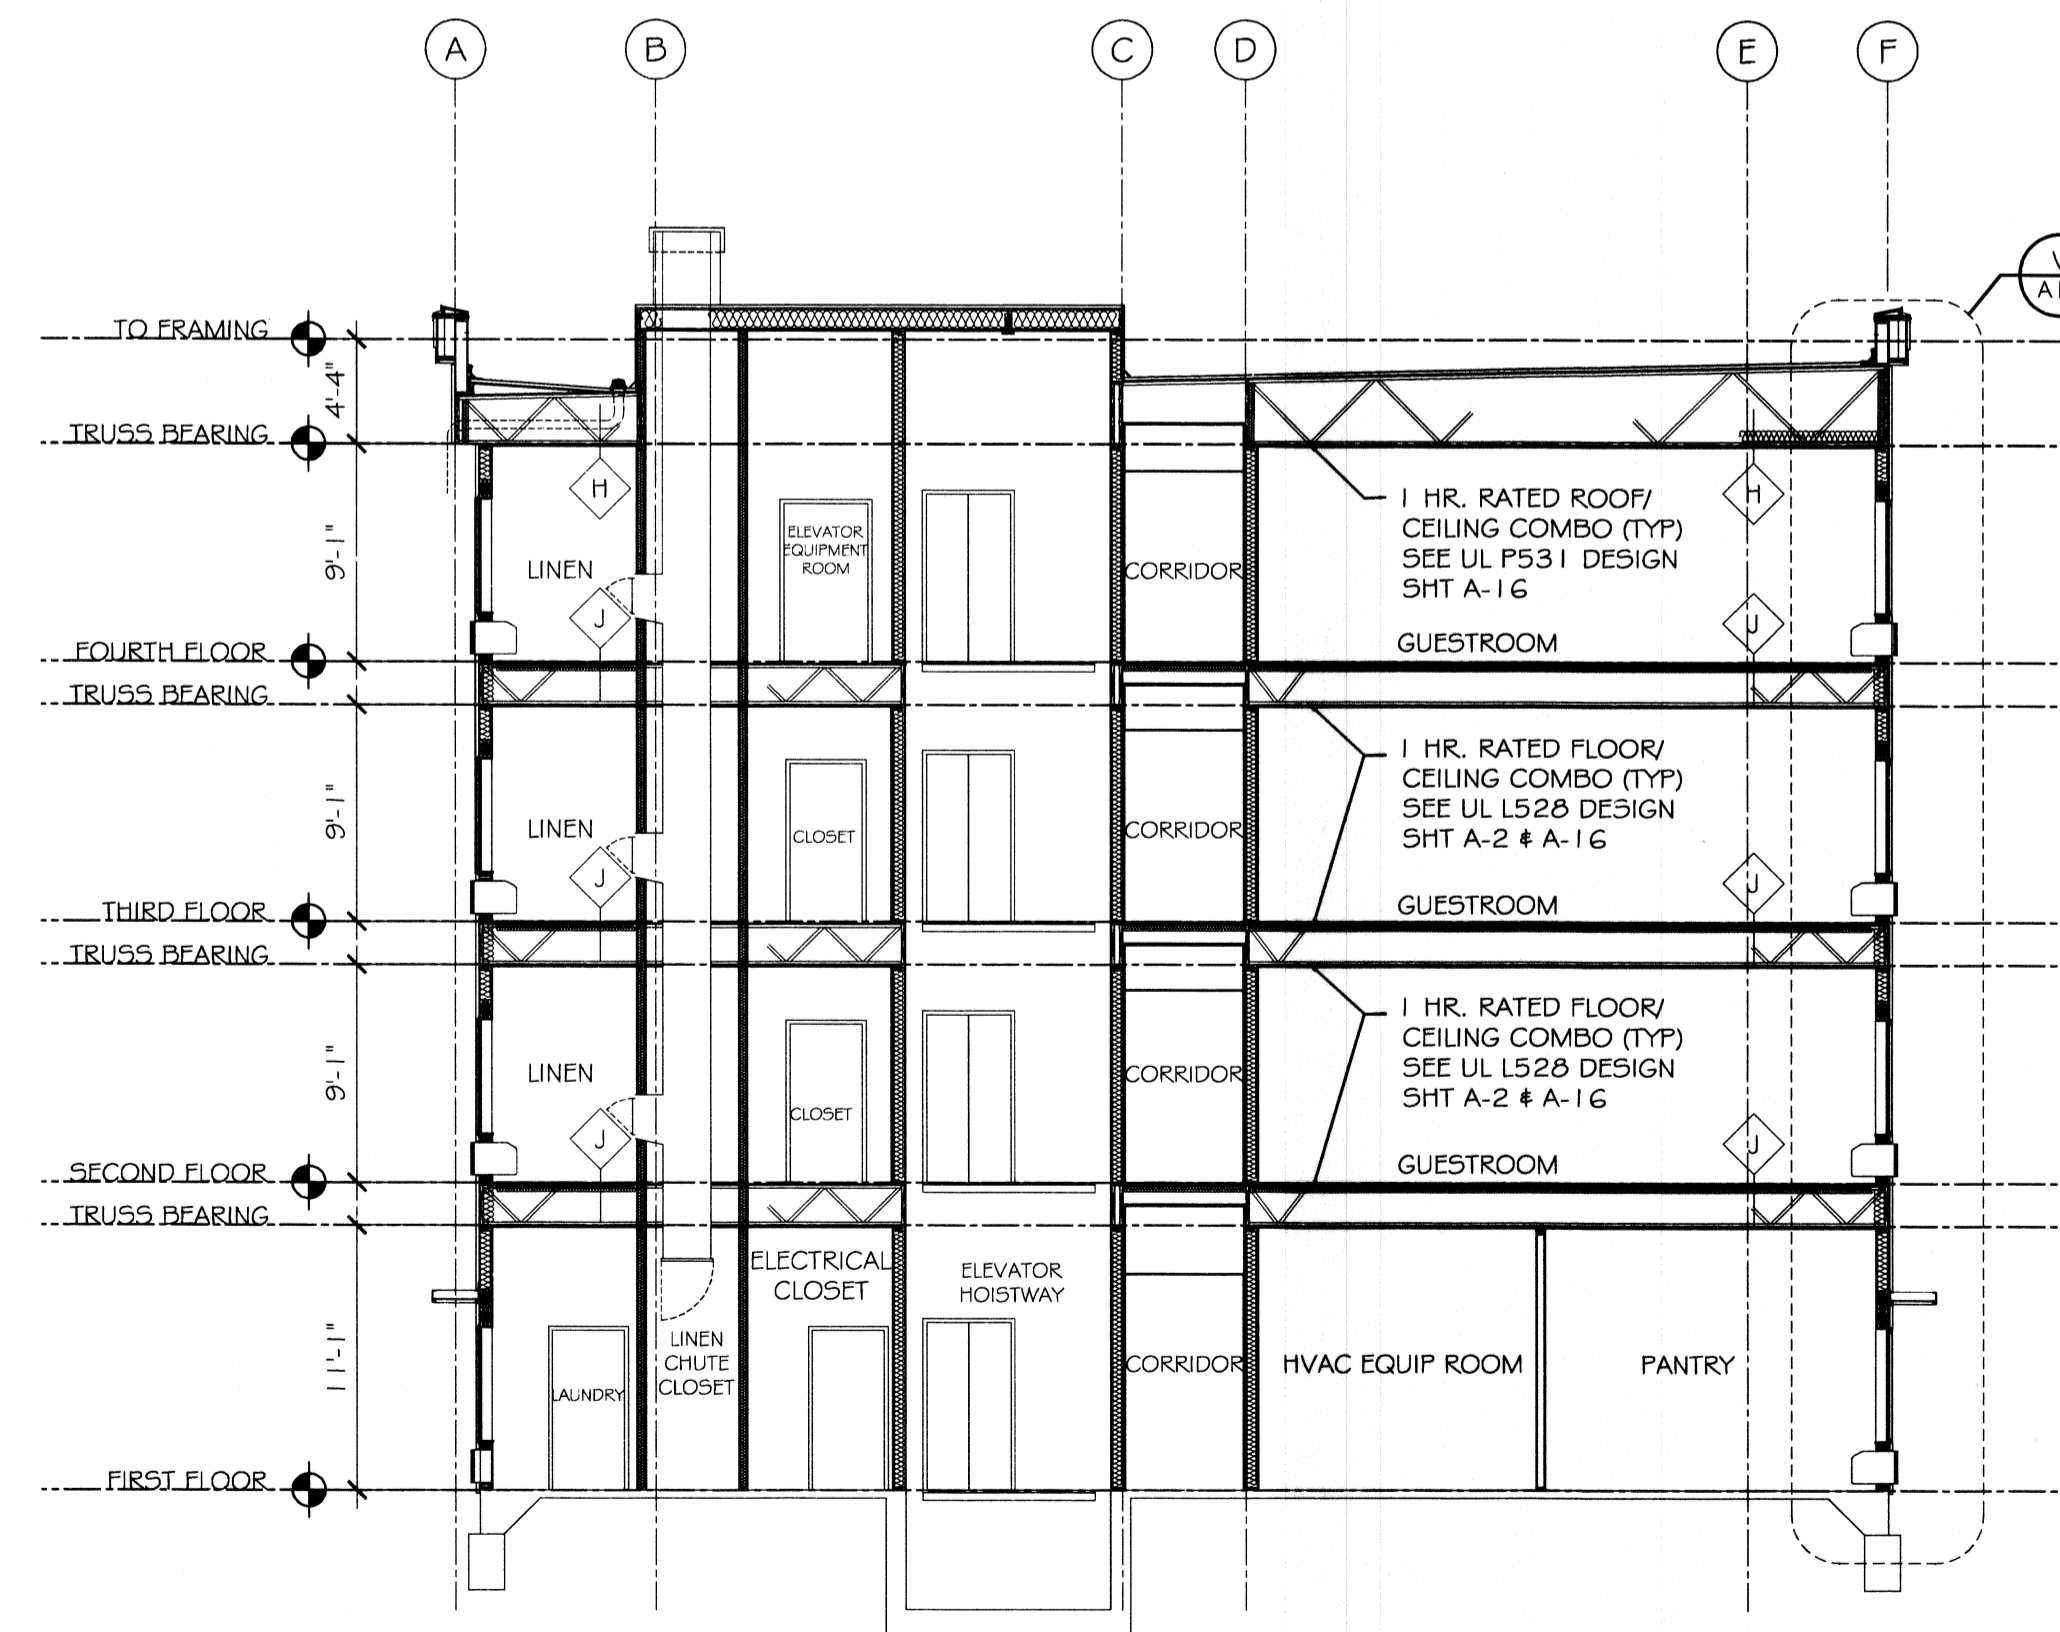 A
B
C
D
E
F
TO FRAMING
4'-4"
TRUSS BEARING
H
H
9'-1"
LINEN
ELEVATOR
EQUIPMENT
ROOM
CORRIDOR
1 HR. RATED ROOF/
CEILING COMBO (TYP)
SEE UL P531 DESIGN
SHT A-16
J
J
GUESTROOM
FOURTH FLOOR
TRUSS BEARING
1 HR. RATED FLOOR/
CEILING COMBO (TYP)
SEE UL L528 DESIGN
SHT A-2 & A-16
9'-1"
LINEN
CLOSET
CORRIDOR
J
J
GUESTROOM
THIRD FLOOR
TRUSS BEARING
1 HR. RATED FLOOR/
CEILING COMBO (TYP)
SEE UL L528 DESIGN
SHT A-2 & A-16
9'-1"
LINEN
CLOSET
CORRIDOR
J
J
GUESTROOM
SECOND FLOOR
TRUSS BEARING
ELECTRICAL
CLOSET
ELEVATOR
HOISTWAY
11'-1"
LAUNDRY
LINEN
CHUTE
CLOSET
CORRIDOR
HVAC EQUIP ROOM
PANTRY
FIRST FLOOR